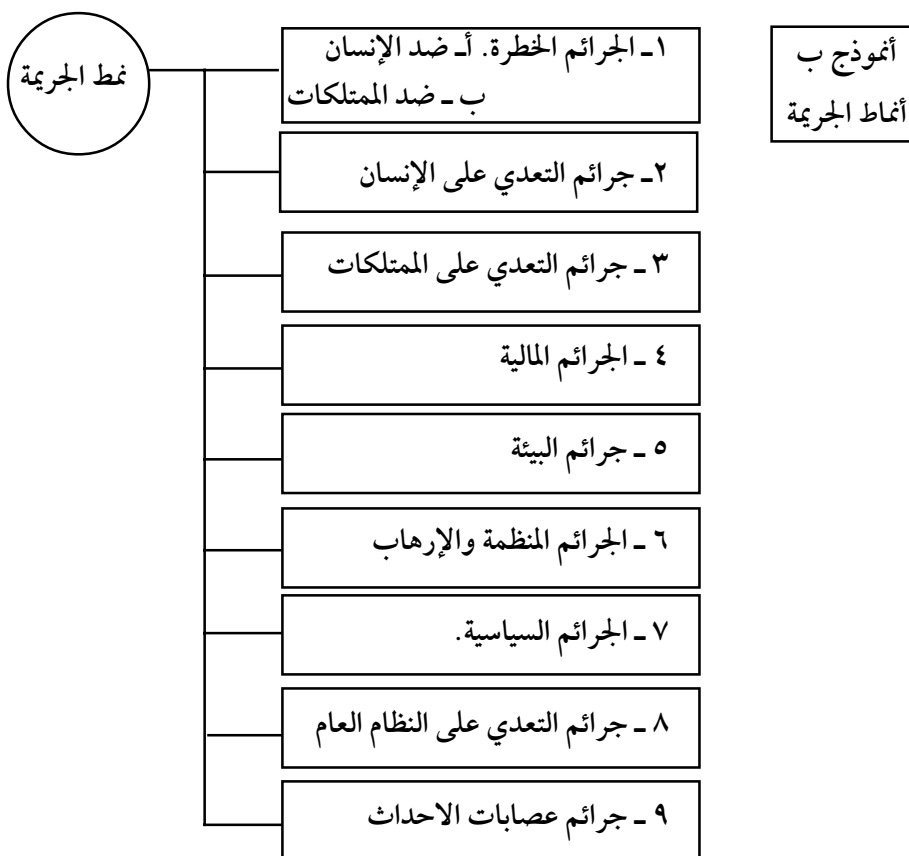 أنموذج ب
أنماط الجريمة
نمط الجريمة
١ـ الجرائم الخطرة. أـ ضد الإنسان
ب ـ ضد الممتلكات
٢ـ جرائم التعدي على الإنسان
٣ ـ جرائم التعدي على الممتلكات
٤ ـ الجرائم المالية
٥ ـ جرائم البيئة
٦ ـ الجرائم المنظمة والإرهاب
٧ ـ الجرائم السياسية.
٨ ـ جرائم التعدي على النظام العام
٩ ـ جرائم عصابات الاحداث